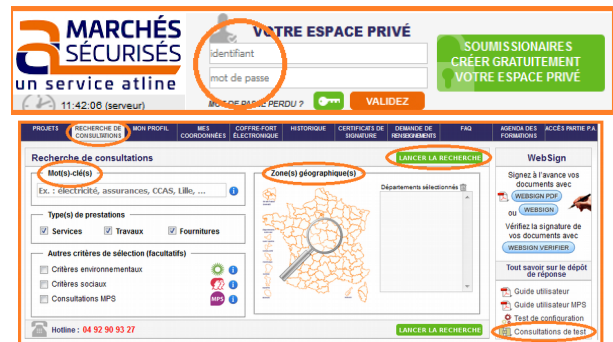 MARCHÉS
SÉCURISÉS
un service atline
11:42:06 (serveur)
VOTRE ESPACE PRIVÉ
identifiant
mot de passe
MOT DE PASSE PERDU ?
VALIDEZ
SOUMISSIONAIRES
CRÉER GRATUITEMENT
VOTRE ESPACE PRIVÉ
PROJETS
RECHERCHE DE
CONSULTATIONS
MON PROFIL
MES
COORDONNÉES
COFFRE-FORT
ÉLECTRONIQUE
HISTORIQUE
CERTIFICATS DE
SIGNATURE
DEMANDE DE
RENSEIGNEMENTS
FAQ
AGENDA DES
FORMATIONS
ACCÈS PARTIE P.A.
Recherche de consultations
LANCER LA RECHERCHE
Mot(s)-clé(s)
Ex. : électricité, assurances, CCAS, Lille, ...
Type(s) de prestations
Services
Travaux
Fournitures
Autres critères de sélection (facultatifs)
Critères environnementaux
Critères sociaux
Consultations MPS
MPS
Zone(s) géographique(s)
Départements sélectionnés
Hotline : 04 92 90 93 27
LANCER LA RECHERCHE
WebSign
Signez à l'avance vos
documents avec
WEBSIGN PDF
ou
WEBSIGN
Vérifiez la signature de
vos documents avec
WEBSIGN VERIFIER
Tout savoir sur le dépôt
de réponse
Guide utilisateur
Guide utilisateur MPS
Test de configuration
Consultations de test